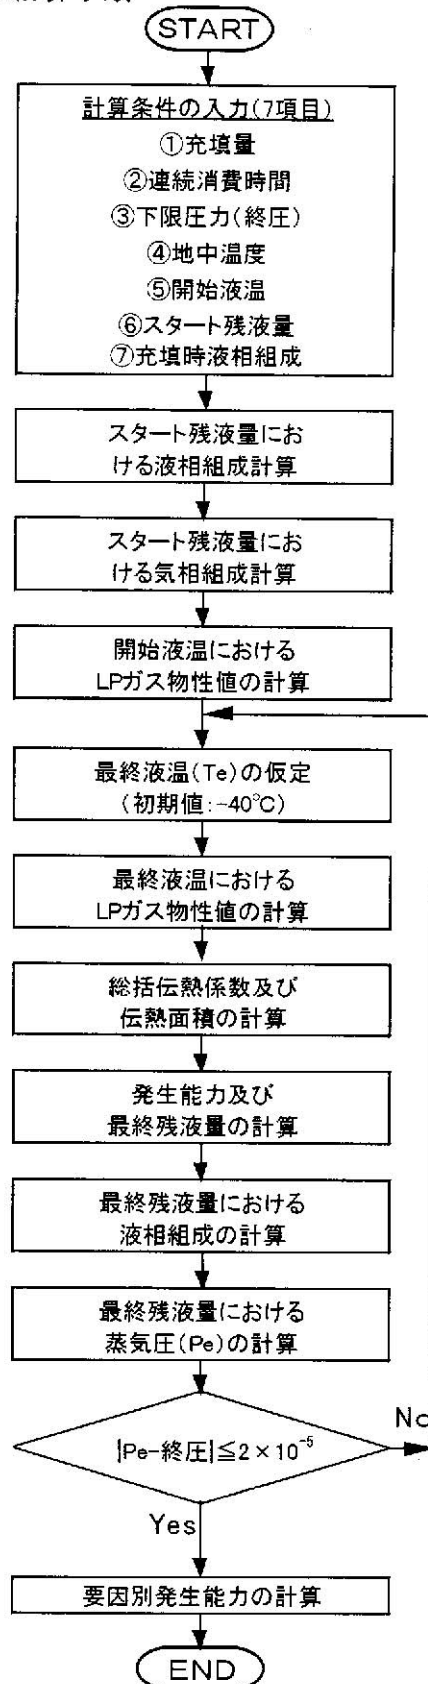 START
計算条件の入力(7項目)
①充填量
②連続消費時間
③下限圧力(終圧)
④地中温度
⑤開始液温
⑥スタート残液量
⑦充填時液相組成
スタート残液量にお
ける液相組成計算
スタート残液量にお
ける気相組成計算
開始液温における
LPガス物性値の計算
最終液温(Te)の仮定
(初期値:-40℃)
最終液温における
LPガス物性値の計算
総括伝熱係数及び
伝熱面積の計算
発生能力及び
最終残液量の計算
最終残液量における
液相組成の計算
最終残液量における
蒸気圧(Pe)の計算
|Pe-終圧|≦2×10⁻⁵
No
Yes
要因別発生能力の計算
END